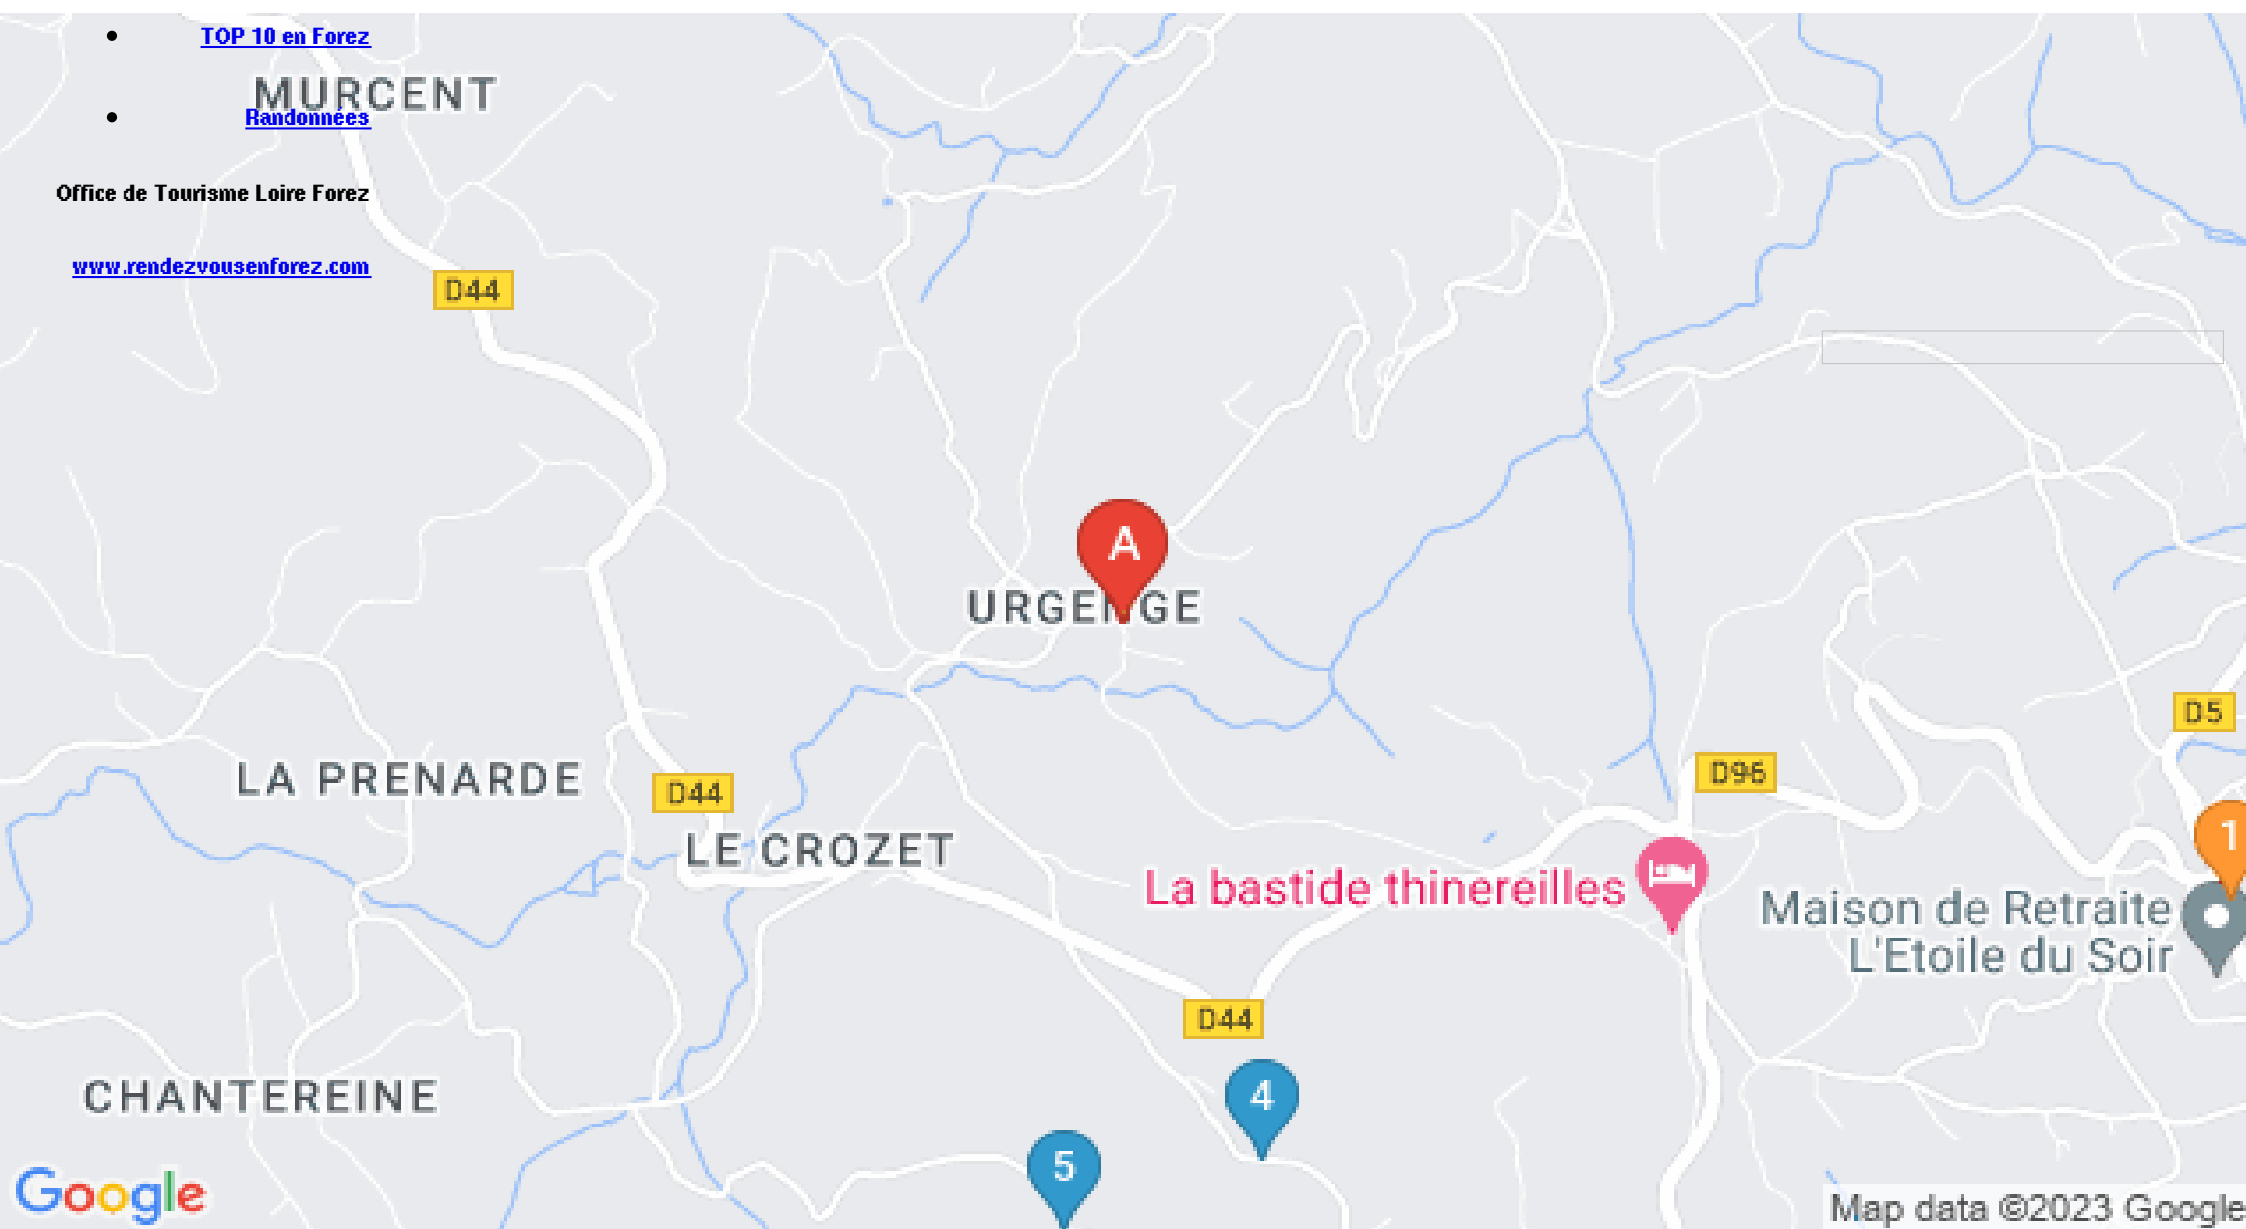 TOP 10 en Forez
MURCENT
Randonnées
Office de Tourisme Loire Forez
www.rendezvousenforez.com
D44
A
URGENGE
D5
LA PRENARDE
D44
D96
LE CROZET
1
La bastide thinereilles
Maison de Retraite
L'Etoile du Soir
D44
CHANTEREINE
4
5
Google
Map data ©2023 Google